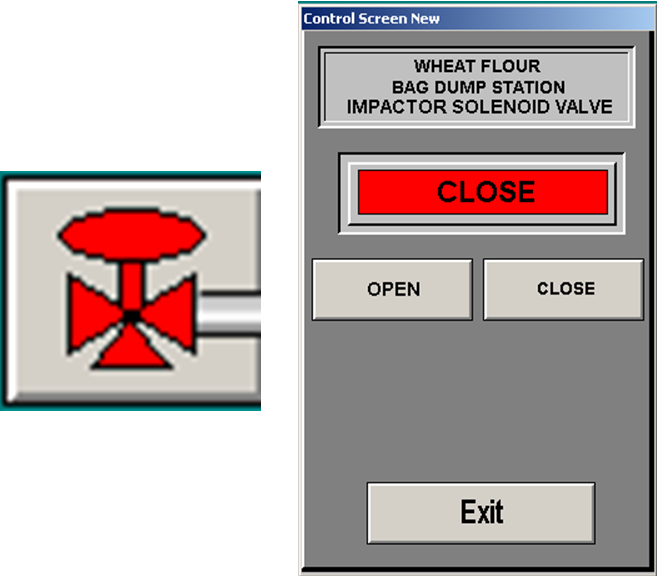 Control Screen New
WHEAT FLOUR
BAG DUMP STATION
IMPACTOR SOLENOID VALVE
CLOSE
OPEN
CLOSE
Exit